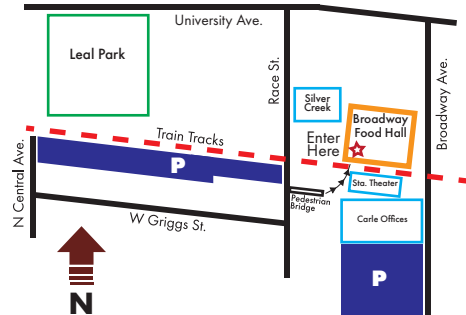 University Ave.
Leal Park
Race St.
Broadway Ave.
Silver
Creek
Broadway
Food Hall
Enter
Here
Train Tracks
N Central Ave.
P
Sta. Theater
Pedestrian
Bridge
W Griggs St.
Carle Offices
P
N